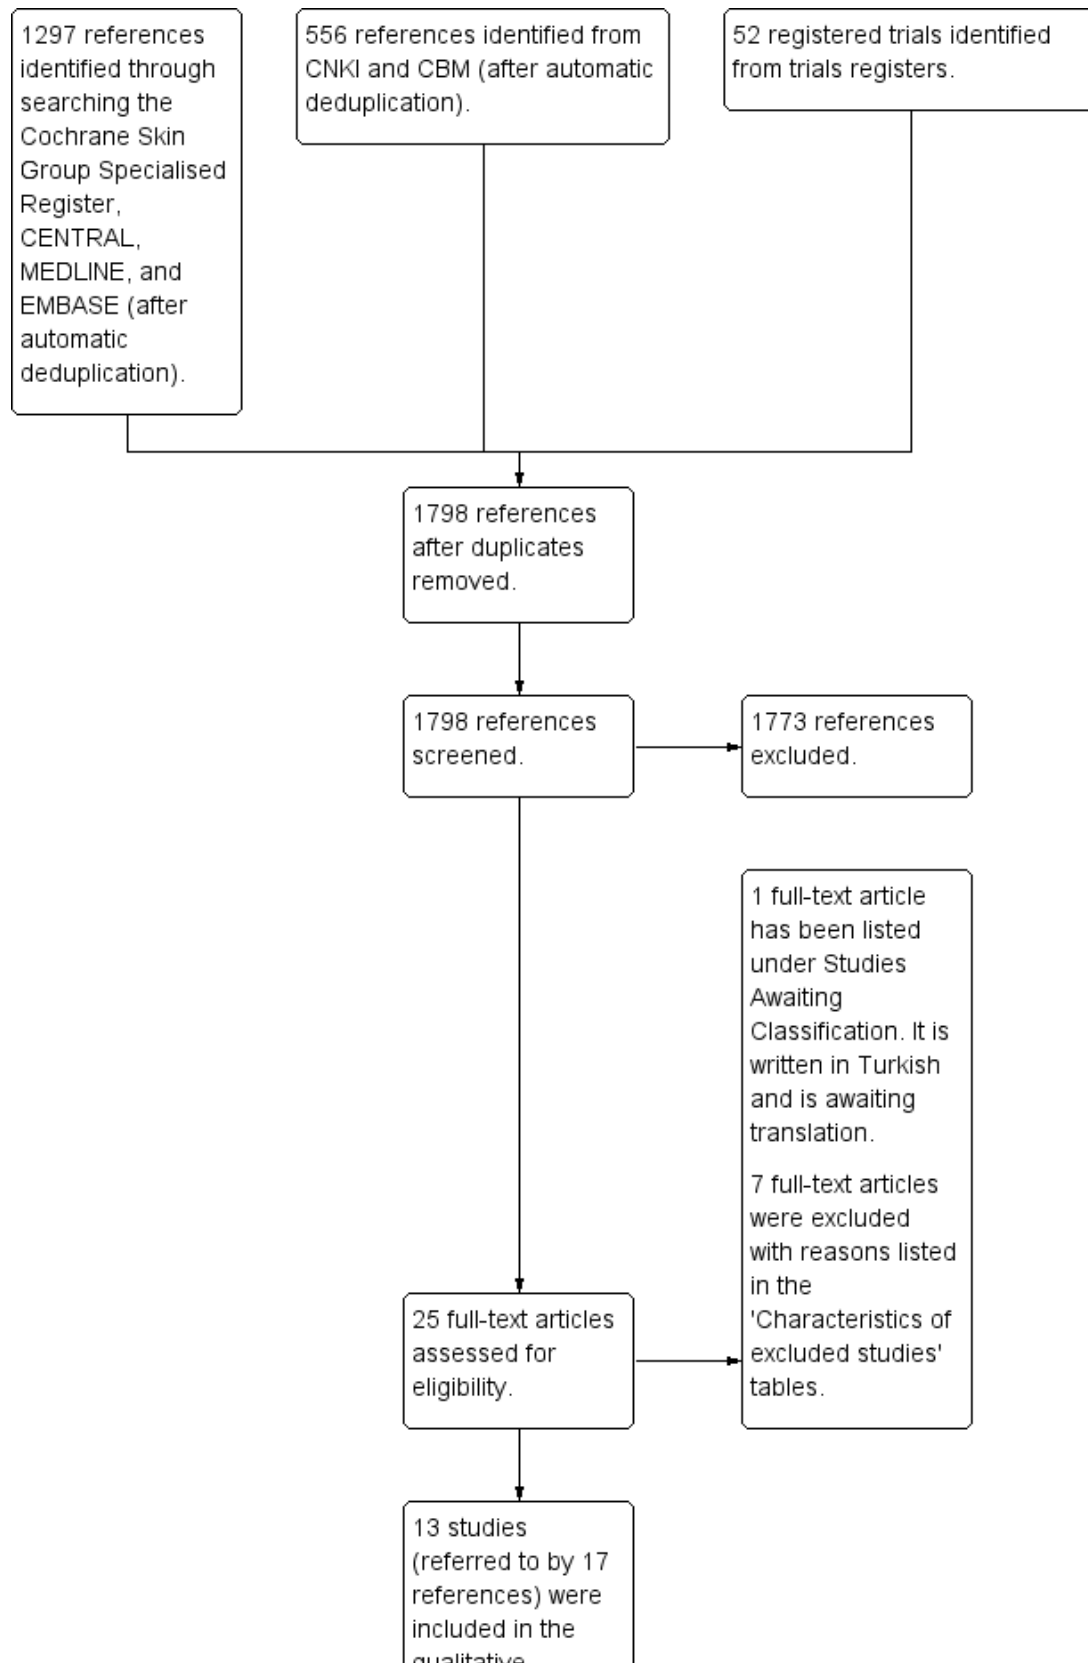 1297 references
identified through
searching the
Cochrane Skin
Group Specialised
Register,
CENTRAL,
MEDLINE, and
EMBASE (after
automatic
deduplication).
556 references identified from
CNKI and CBM (after automatic
deduplication).
52 registered trials identified
from trials registers.
1798 references
after duplicates
removed.
1798 references
screened.
1773 references
excluded.
1 full-text article
has been listed
under Studies
Awaiting
Classification. It is
written in Turkish
and is awaiting
translation.
7 full-text articles
were excluded
with reasons listed
in the
'Characteristics of
excluded studies'
tables.
25 full-text articles
assessed for
eligibility.
13 studies
(referred to by 17
references) were
included in the
qualitative